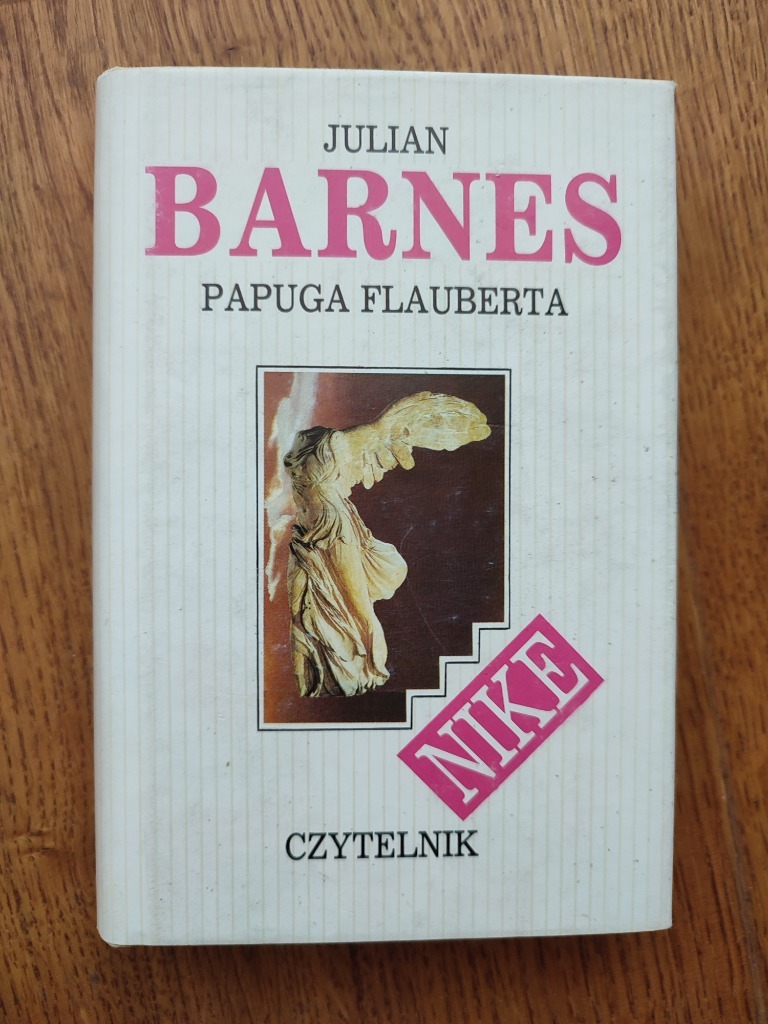 JULIAN
BARNES
PAPUGA FLAUBERTA
NIKE
CZYTELNIK